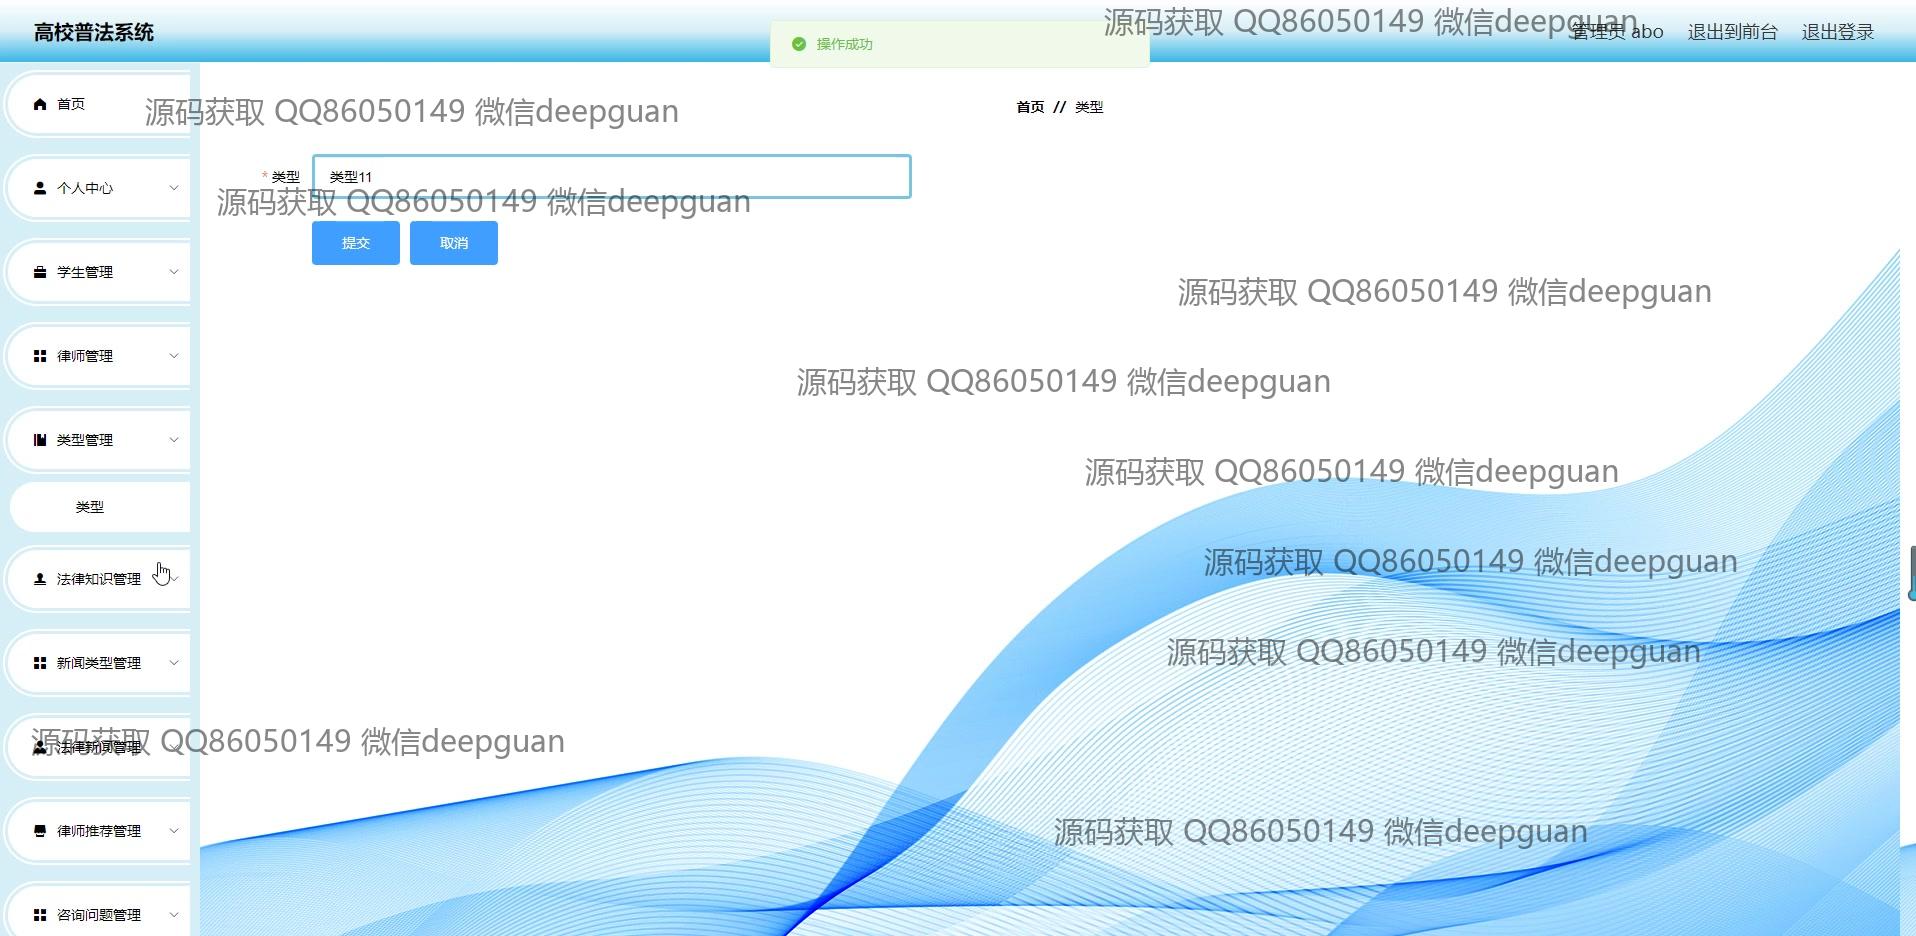 高校普法系统
操作成功
源码获取 QQ86050149 微信deepguan
管理员 abo 退出到前台 退出登录
首页
源码获取 QQ86050149 微信deepguan
首页 // 类型
* 类型 类型11
个人中心
源码获取 QQ86050149 微信deepguan
提交 取消
学生管理
源码获取 QQ86050149 微信deepguan
律师管理
源码获取 QQ86050149 微信deepguan
类型管理
源码获取 QQ86050149 微信deepguan
类型
源码获取 QQ86050149 微信deepguan
法律知识管理
源码获取 QQ86050149 微信deepguan
新闻类型管理
源码获取 QQ86050149 微信deepguan
法律新闻管理
源码获取 QQ86050149 微信deepguan
律师推荐管理
咨询问题管理